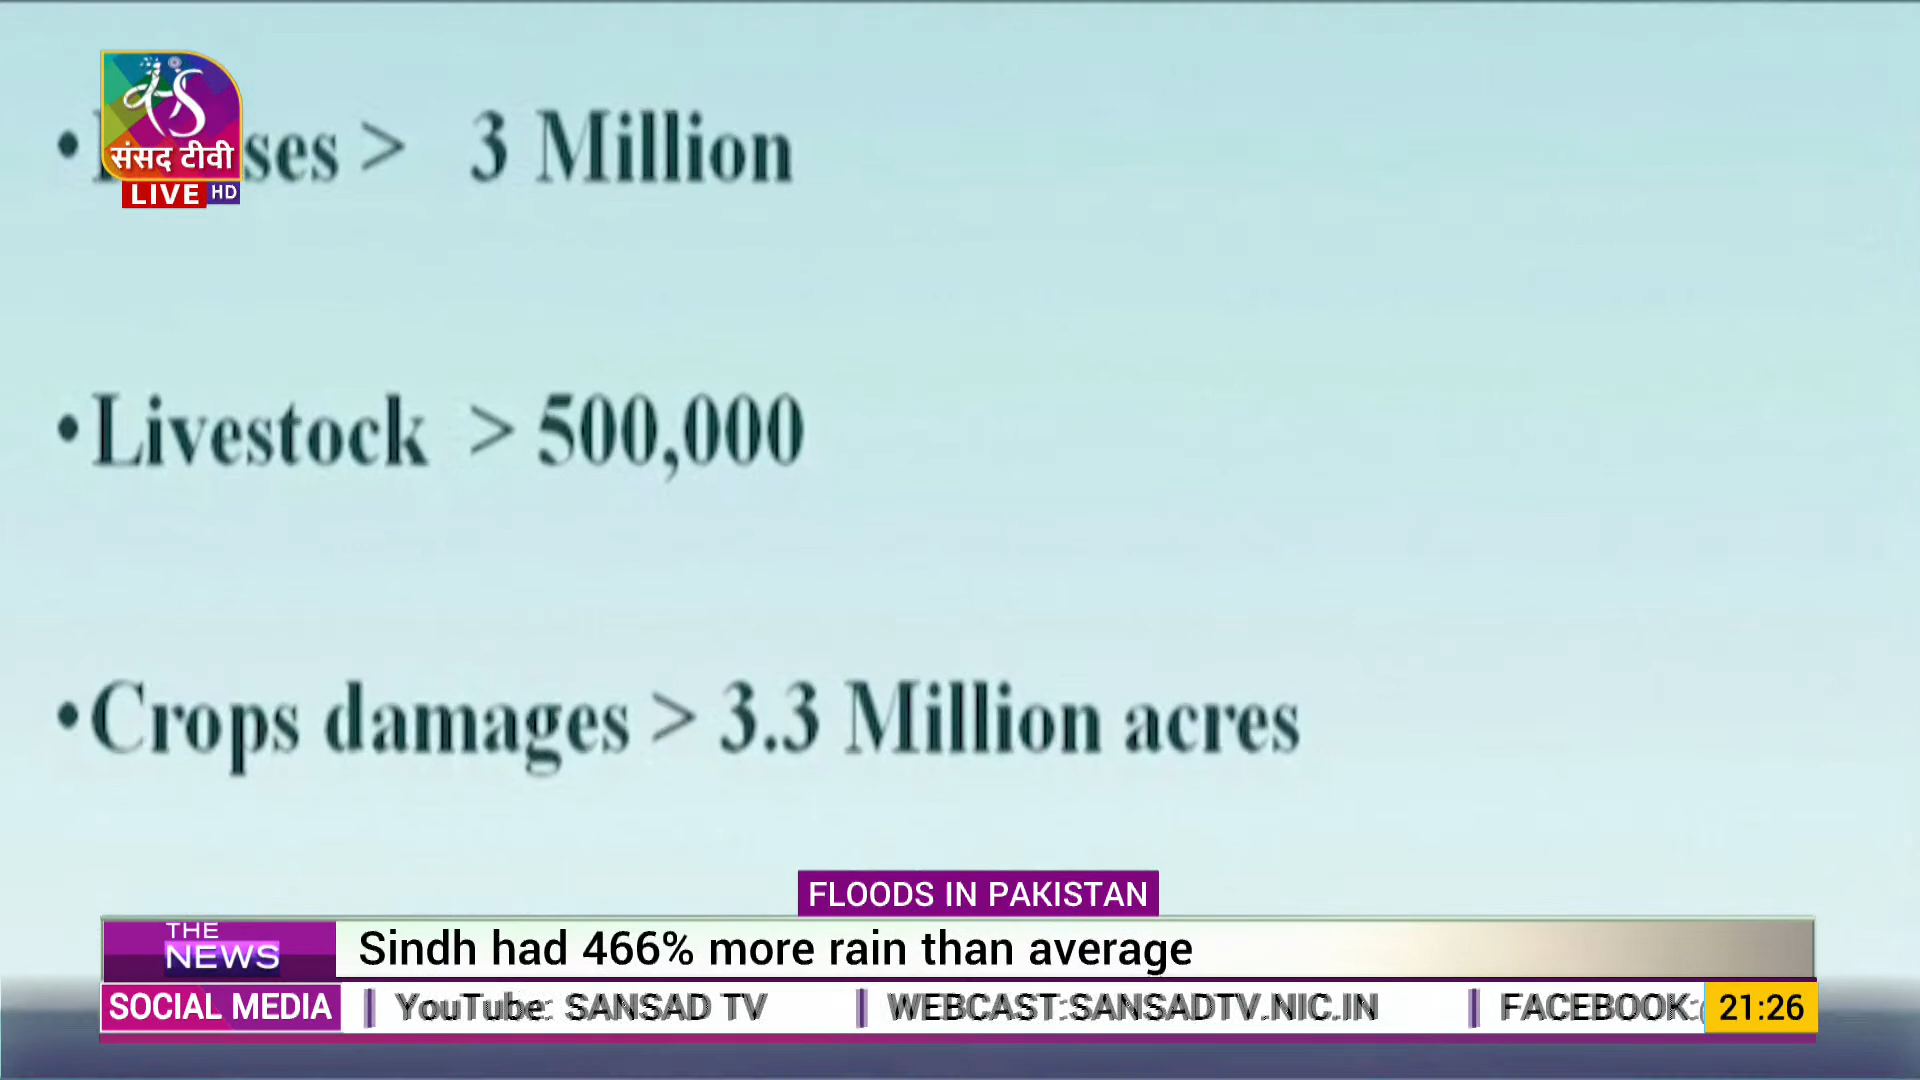 संसद टीवी
LIVE HD
> 3 Million
• Livestock > 500,000
• Crops damages > 3.3 Million acres
FLOODS IN PAKISTAN
THE NEWS
Sindh had 466% more rain than average
SOCIAL MEDIA | YouTube: SANSAD TV | WEBCAST:SANSADTV.NIC.IN | FACEBOOK: 21:26